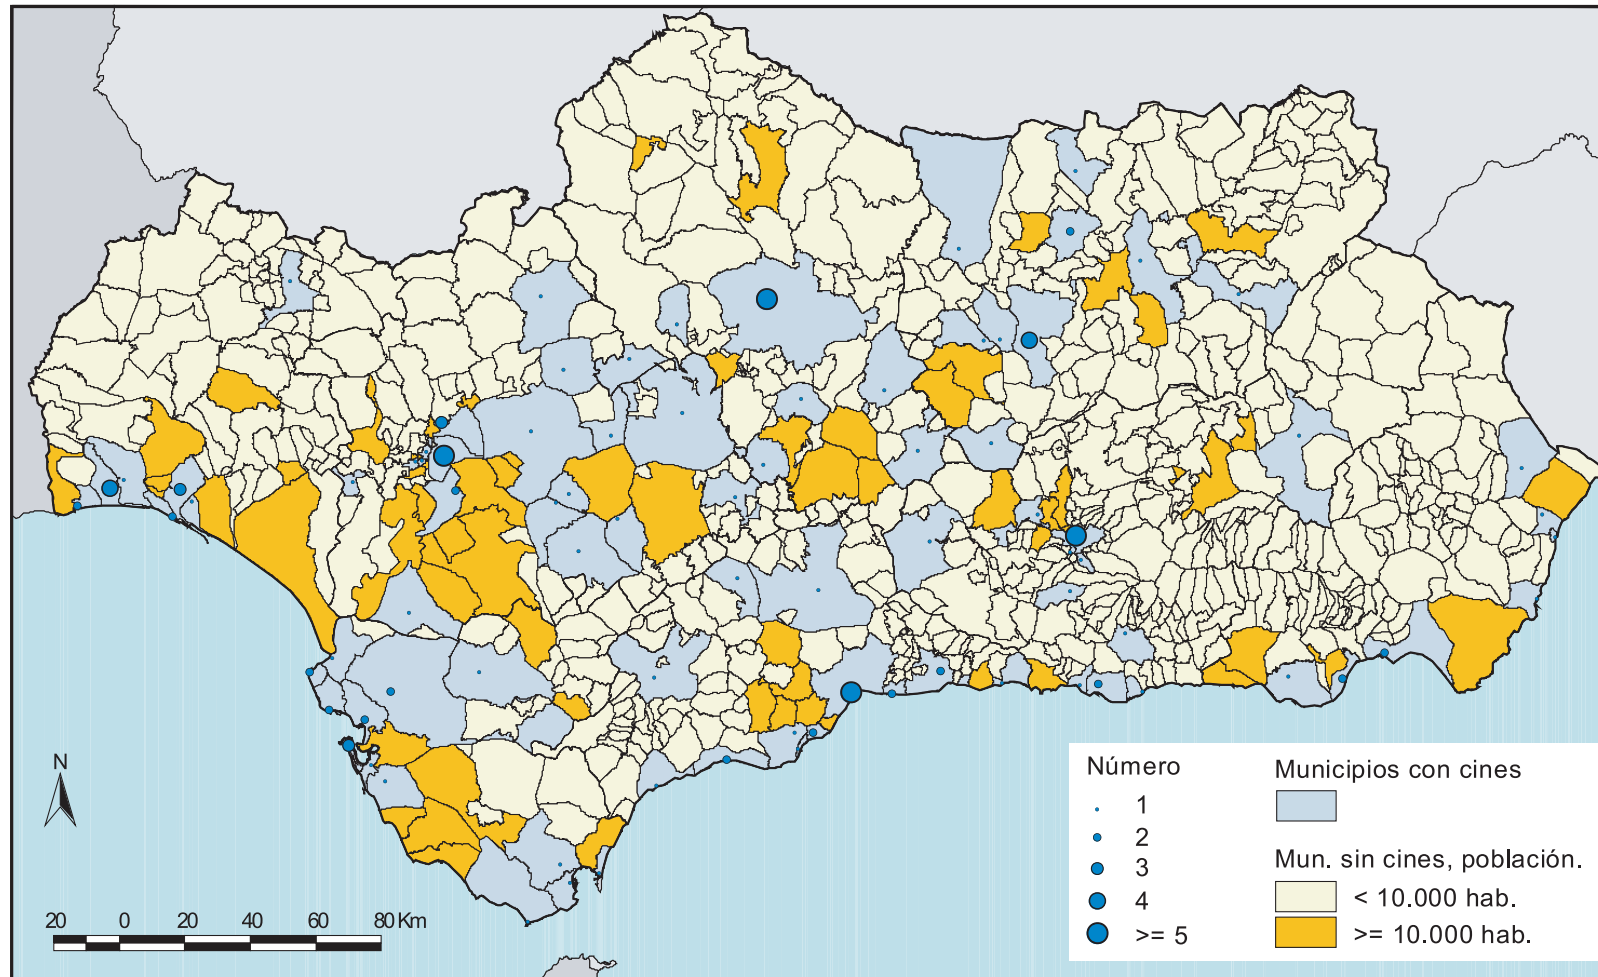 N
20 0 20 40 60 80 Km
Número
1
2
3
4
>= 5
Municipios con cines
Mun. sin cines, población.
< 10.000 hab.
>= 10.000 hab.